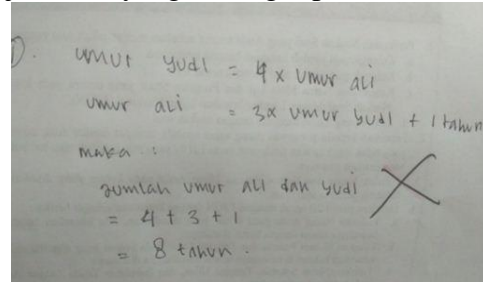 1). umur yudi = 4 x umur ali
umur ali = 3x umur yudi + 1 tahun
maka :
Jumlah umur ali dan yudi
= 4 + 3 + 1
= 8 tahun.